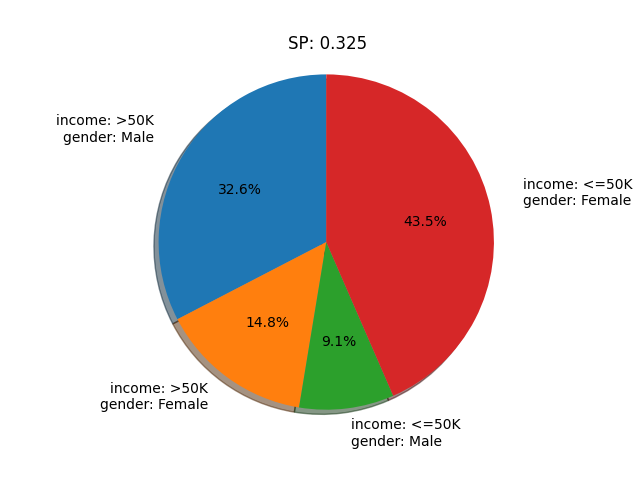 SP: 0.325
income: >50K
gender: Male
32.6%
income: <=50K
gender: Female
43.5%
14.8%
9.1%
income: >50K
gender: Female
income: <=50K
gender: Male